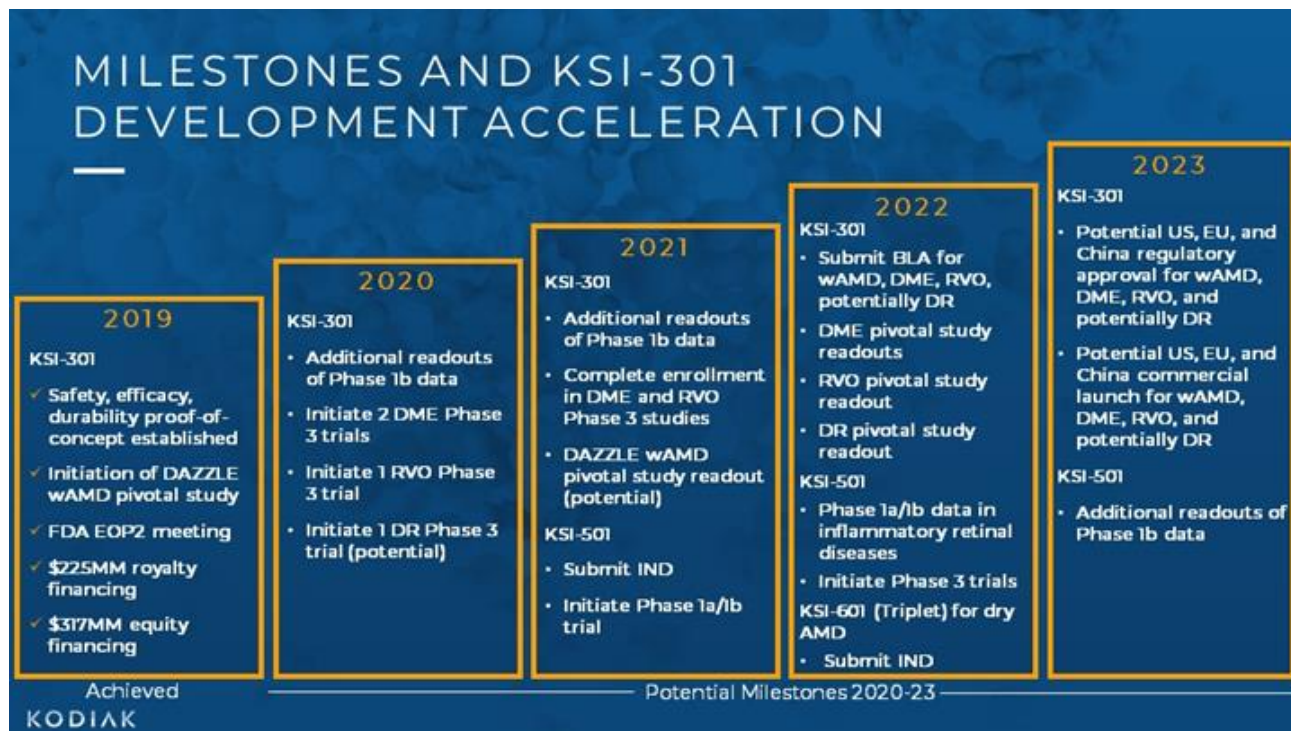 MILESTONES AND KSI-301
DEVELOPMENT ACCELERATION
2019
KSI-301
✓ Safety, efficacy,
durability proof-of-
concept established
✓ Initiation of DAZZLE
wAMD pivotal study
✓ FDA EOP2 meeting
✓ $225MM royalty
financing
✓ $317MM equity
financing
2020
KSI-301
• Additional readouts
of Phase 1b data
• Initiate 2 DME Phase
3 trials
• Initiate 1 RVO Phase
3 trial
• Initiate 1 DR Phase 3
trial (potential)
2021
KSI-301
• Additional readouts
of Phase 1b data
• Complete enrollment
in DME and RVO
Phase 3 studies
• DAZZLE wAMD
pivotal study readout
(potential)
KSI-501
• Submit IND
• Initiate Phase 1a/1b
trial
2022
KSI-301
• Submit BLA for
wAMD, DME, RVO,
potentially DR
• DME pivotal study
readouts
• RVO pivotal study
readout
• DR pivotal study
readout
KSI-501
• Phase 1a/1b data in
inflammatory retinal
diseases
• Initiate Phase 3 trials
KSI-601 (Triplet) for dry
AMD
• Submit IND
2023
KSI-301
• Potential US, EU, and
China regulatory
approval for wAMD,
DME, RVO, and
potentially DR
• Potential US, EU, and
China commercial
launch for wAMD,
DME, RVO, and
potentially DR
KSI-501
• Additional readouts of
Phase 1b data
Achieved
Potential Milestones 2020-23
KODIAK